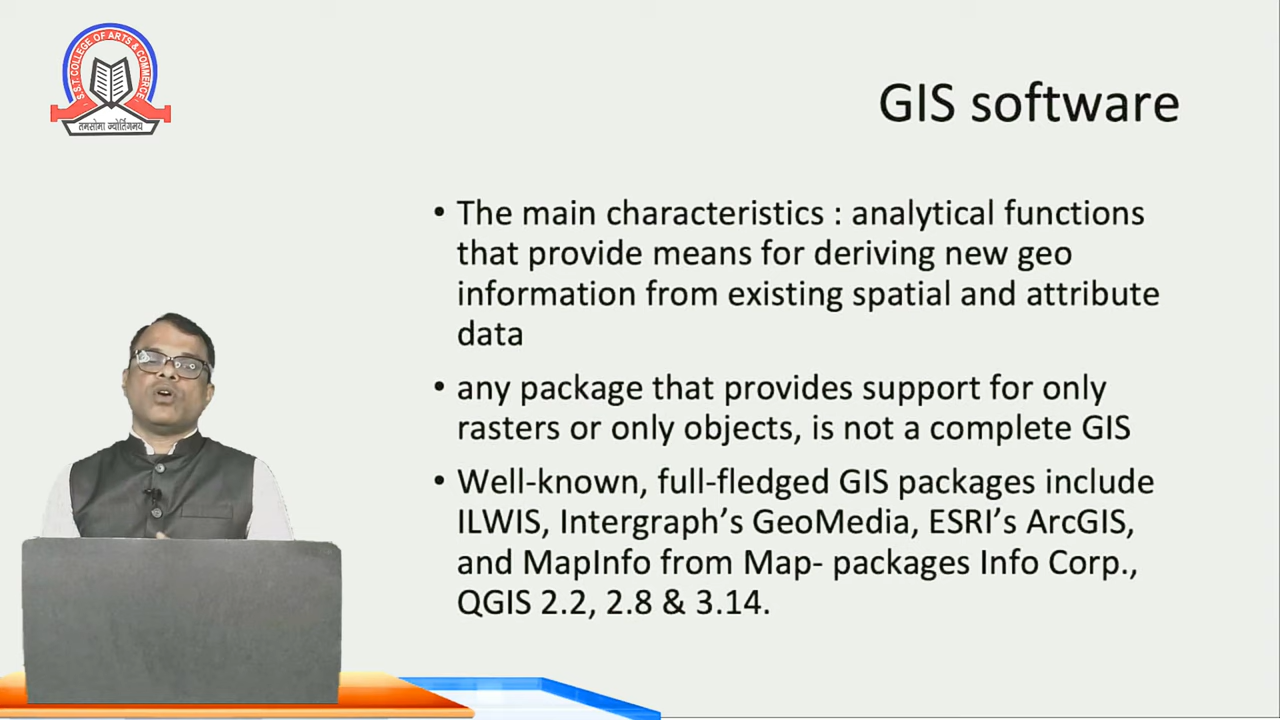 S.S.T. COLLEGE OF ARTS & COMMERCE
तमसोमा ज्योर्तिगमय
GIS software
• The main characteristics : analytical functions
that provide means for deriving new geo
information from existing spatial and attribute
data
• any package that provides support for only
rasters or only objects, is not a complete GIS
• Well-known, full-fledged GIS packages include
ILWIS, Intergraph’s GeoMedia, ESRI’s ArcGIS,
and MapInfo from Map- packages Info Corp.,
QGIS 2.2, 2.8 & 3.14.